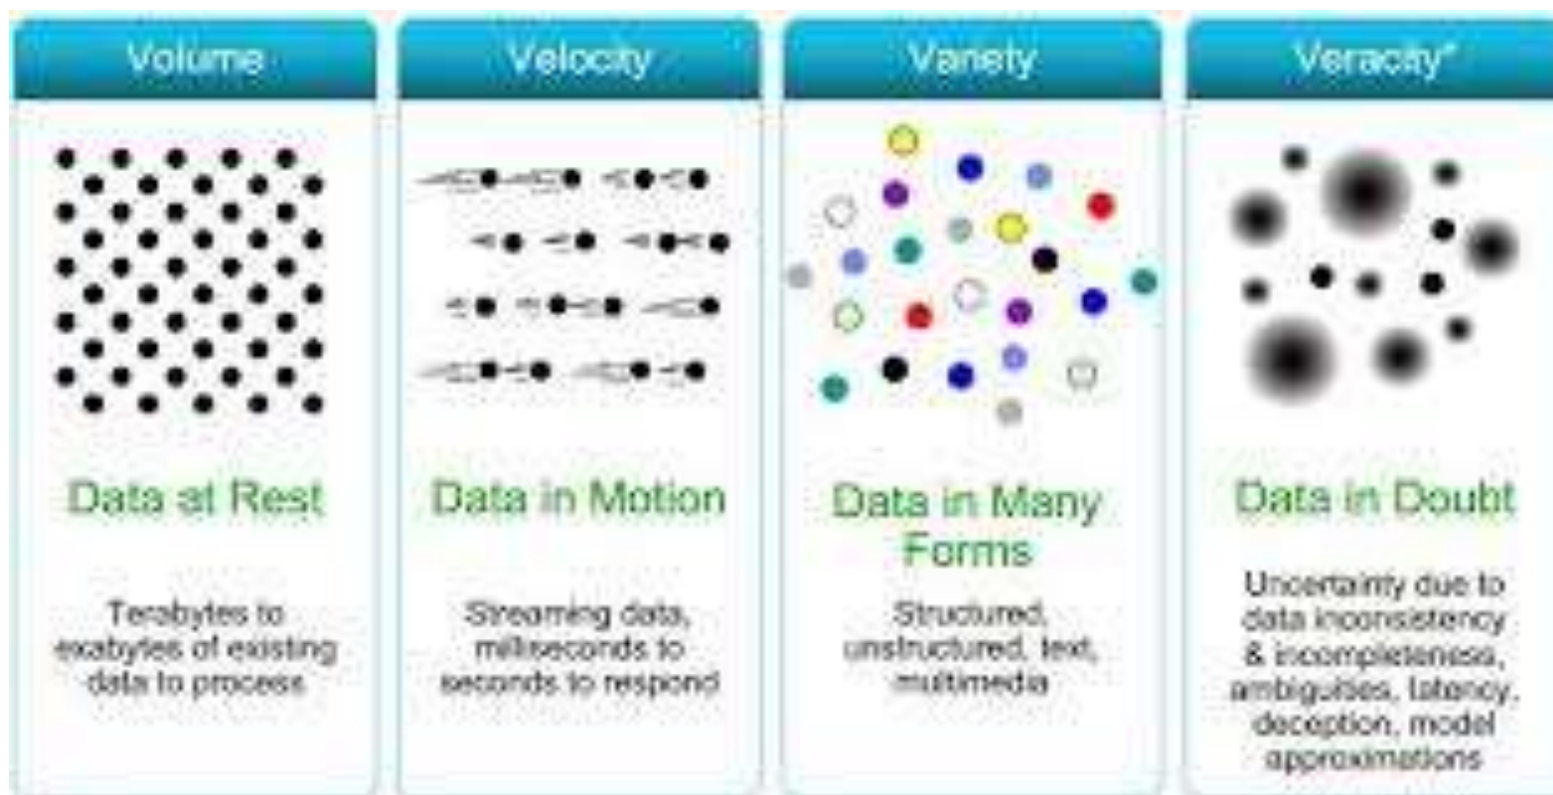 Volume
Data at Rest
Terabytes to
exabytes of existing
data to process
Velocity
Data in Motion
Streaming data,
milliseconds to
seconds to respond
Variety
Data in Many
Forms
Structured,
unstructured, text,
multimedia
Veracity*
Data in Doubt
Uncertainty due to
data inconsistency
& incompleteness,
ambiguities, latency,
deception, model
approximations